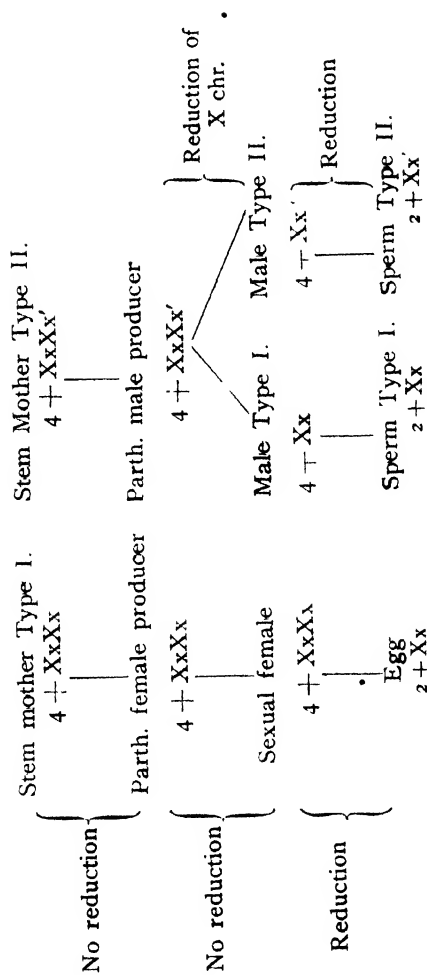 Stem mother Type I.
4 + XxXx
Stem Mother Type II.
4 + XxXx′
No reduction
Parth. female producer
4 + XxXx
Parth. male producer
4 + XxXx′
No reduction
Reduction of
X chr.
Sexual female
4 + XxXx
Male Type I.
4 + Xx
Male Type II.
4 + Xx′
Reduction
Reduction
Egg
2 + Xx
Sperm Type I.
2 + Xx
Sperm Type II.
2 + Xx′